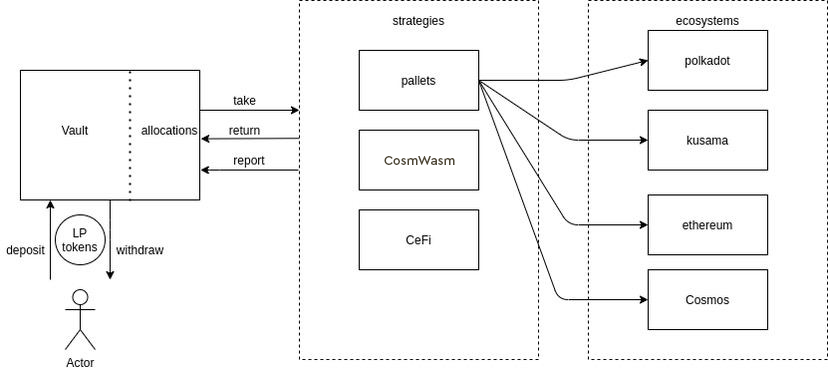 strategies
ecosystems
Vault
allocations
take
return
report
pallets
CosmWasm
CeFi
polkadot
kusama
ethereum
Cosmos
deposit
LP
tokens
withdraw
Actor